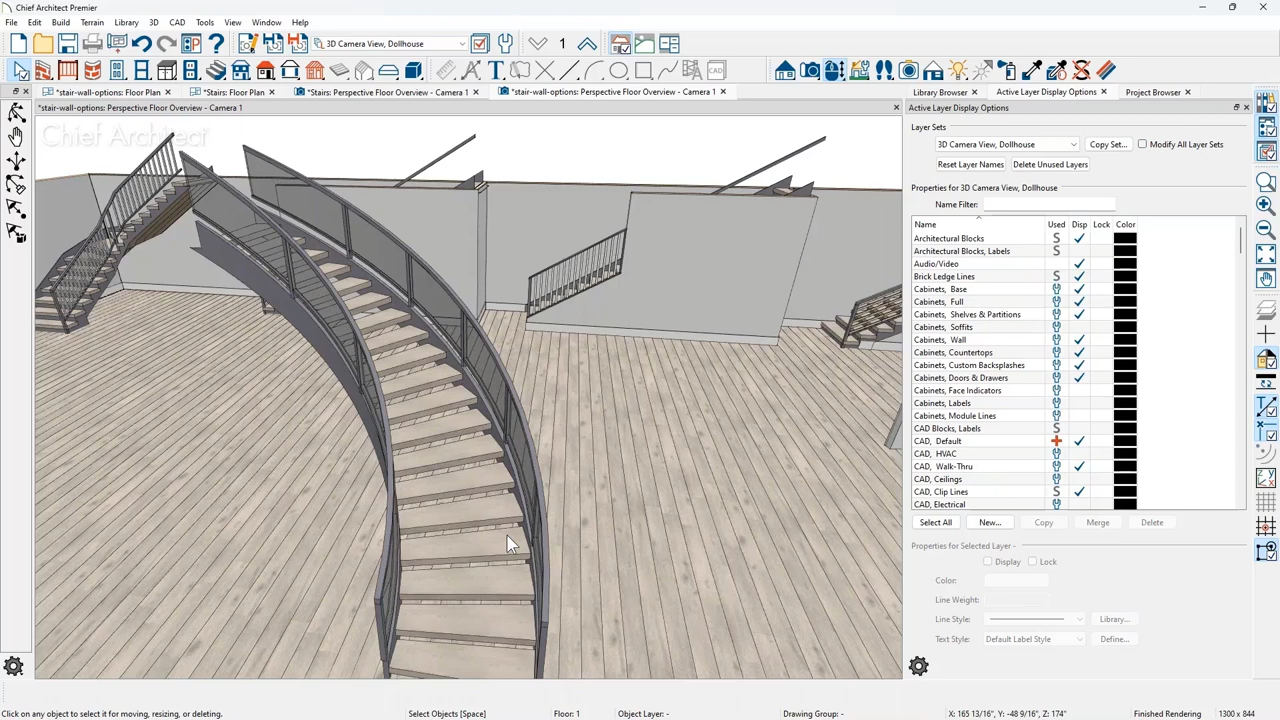 Chief Architect Premier
File Edit Build Terrain Library 3D CAD Tools View Window Help
3D Camera View, Dollhouse 1
*stair-wall-options: Floor Plan *Stairs: Floor Plan *Stairs: Perspective Floor Overview - Camera 1 *stair-wall-options: Perspective Floor Overview - Camera 1 Library Browser Active Layer Display Options Project Browser
*stair-wall-options: Perspective Floor Overview - Camera 1 Active Layer Display Options
Chief Architect
Layer Sets
3D Camera View, Dollhouse Copy Set... Modify All Layer Sets
Reset Layer Names Delete Unused Layers
Properties for 3D Camera View, Dollhouse
Name Filter:
Name Used Disp Lock Color
Architectural Blocks S
Architectural Blocks, Labels S
Audio/Video
Brick Ledge Lines S
Cabinets, Base
Cabinets, Full
Cabinets, Shelves & Partitions
Cabinets, Soffits
Cabinets, Wall
Cabinets, Countertops
Cabinets, Custom Backsplashes
Cabinets, Doors & Drawers
Cabinets, Face Indicators
Cabinets, Labels
Cabinets, Module Lines
CAD Blocks, Labels S
CAD, Default
CAD, HVAC
CAD, Walk-Thru
CAD, Ceilings
CAD, Clip Lines S
CAD, Electrical
Select All New... Copy Merge Delete
Properties for Selected Layer -
Display Lock
Color:
Line Weight:
Line Style: Library...
Text Style: Default Label Style Define...
Click on any object to select it for moving, resizing, or deleting. Select Objects [Space] Floor: 1 Object Layer: - Drawing Group: - X: 165 13/16", Y: -48 9/16", Z: 174" Finished Rendering 1300 x 844